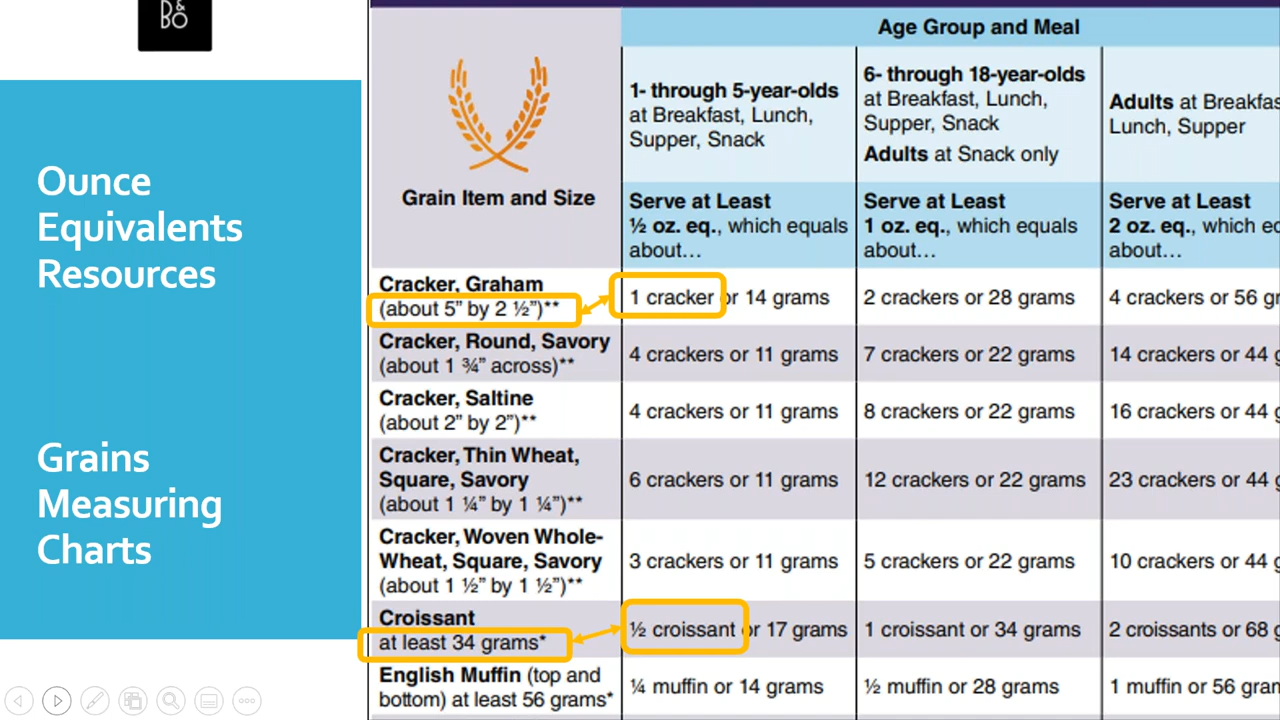 B&
BO
Ounce
Equivalents
Resources
Grains
Measuring
Charts
Age Group and Meal
Grain Item and Size
1- through 5-year-olds
at Breakfast, Lunch,
Supper, Snack
6- through 18-year-olds
at Breakfast, Lunch,
Supper, Snack
Adults at Snack only
Adults at Breakfas
Lunch, Supper
Serve at Least
½ oz. eq., which equals
about…
Serve at Least
1 oz. eq., which equals
about…
Serve at Least
2 oz. eq., which eq
about…
Cracker, Graham
(about 5” by 2 ½”)**
1 cracker or 14 grams
2 crackers or 28 grams
4 crackers or 56 gr
Cracker, Round, Savory
(about 1 ¾” across)**
4 crackers or 11 grams
7 crackers or 22 grams
14 crackers or 44 g
Cracker, Saltine
(about 2” by 2”)**
4 crackers or 11 grams
8 crackers or 22 grams
16 crackers or 44 g
Cracker, Thin Wheat,
Square, Savory
(about 1 ¼” by 1 ¼”)**
6 crackers or 11 grams
12 crackers or 22 grams
23 crackers or 44 g
Cracker, Woven Whole-
Wheat, Square, Savory
(about 1 ½” by 1 ½”)**
3 crackers or 11 grams
5 crackers or 22 grams
10 crackers or 44 g
Croissant
at least 34 grams*
½ croissant or 17 grams
1 croissant or 34 grams
2 croissants or 68 g
English Muffin (top and
bottom) at least 56 grams*
¼ muffin or 14 grams
½ muffin or 28 grams
1 muffin or 56 gran